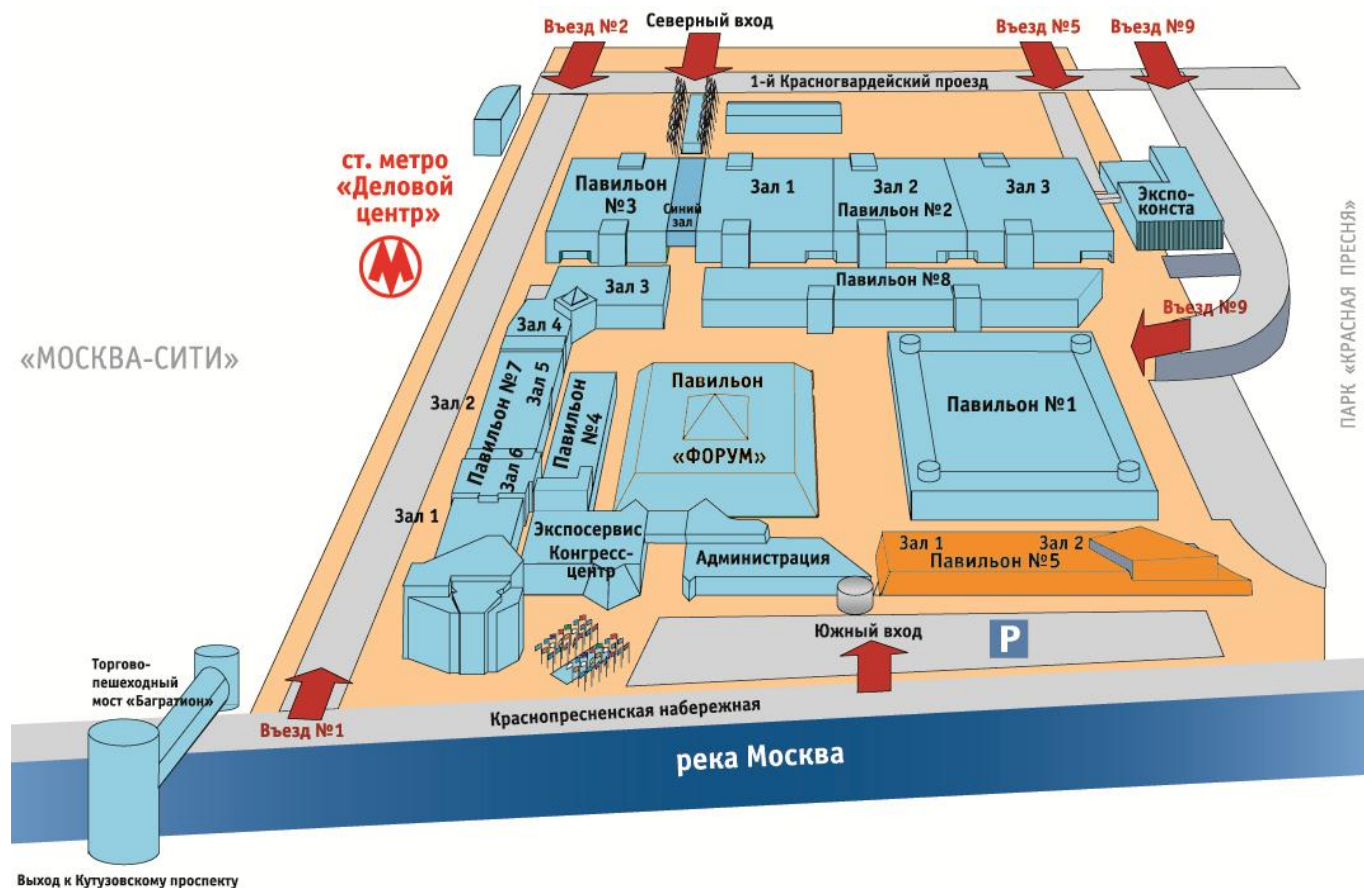 Въезд №2
Северный вход
Въезд №5
Въезд №9
1-й Красногвардейский проезд
ст. метро
«Деловой
центр»
М
Павильон
№3
Синий
зал
Зал 1
Зал 2
Павильон №2
Зал 3
Экспо-
конста
ПАРК «КРАСНАЯ ПРЕСНЯ»
Зал 3
Павильон №8
Въезд №9
Зал 4
«МОСКВА-СИТИ»
Зал 2
Павильон №7
Зал 5
Павильон
№4
Павильон
«ФОРУМ»
Павильон №1
Зал 6
Зал 1
Экспосервис
Конгресс-
центр
Администрация
Зал 1
Зал 2
Павильон №5
Южный вход
P
Торгово-
пешеходный
мост «Багратион»
Въезд №1
Краснопресненская набережная
река Москва
Выход к Кутузовскому проспекту